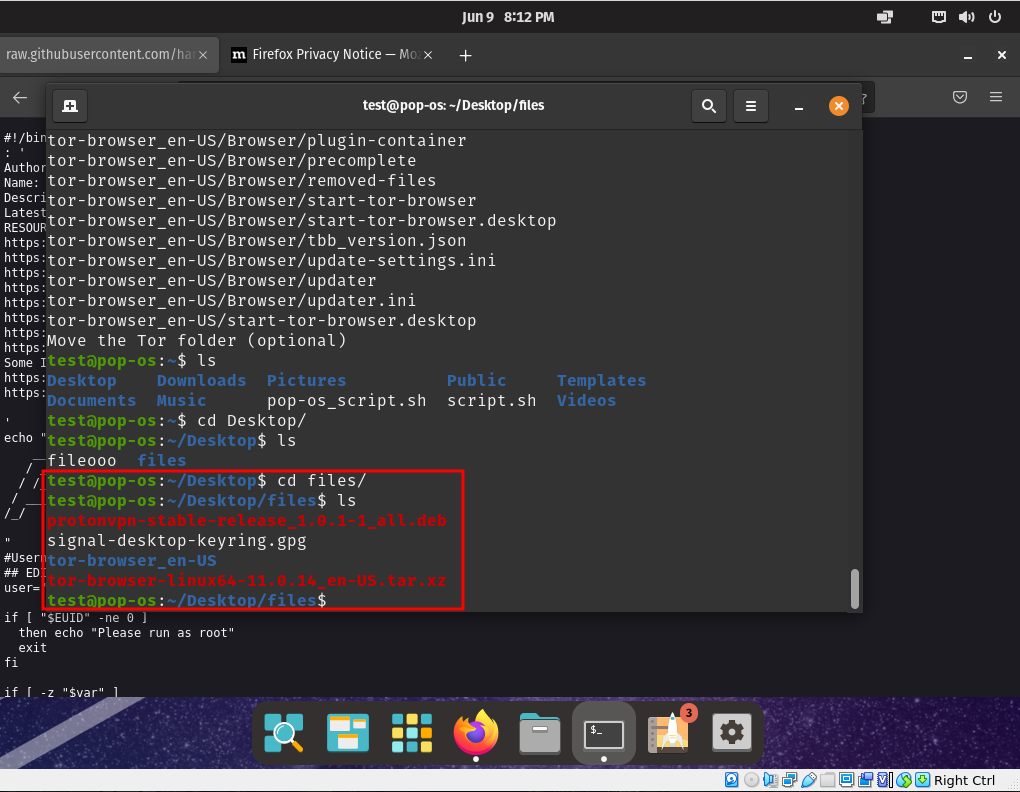 Jun 9 8:12 PM
raw.githubusercontent.com/ha
m Firefox Privacy Notice — Moz
test@pop-os: ~/Desktop/files
tor-browser_en-US/Browser/plugin-container
tor-browser_en-US/Browser/precomplete
tor-browser_en-US/Browser/removed-files
tor-browser_en-US/Browser/start-tor-browser
tor-browser_en-US/Browser/start-tor-browser.desktop
tor-browser_en-US/Browser/tbb_version.json
tor-browser_en-US/Browser/update-settings.ini
tor-browser_en-US/Browser/updater
tor-browser_en-US/Browser/updater.ini
tor-browser_en-US/start-tor-browser.desktop
Move the Tor folder (optional)
test@pop-os:~$ ls
Desktop Downloads Pictures Public Templates
Documents Music pop-os_script.sh script.sh Videos
test@pop-os:~$ cd Desktop/
test@pop-os:~/Desktop$ ls
fileooo files
test@pop-os:~/Desktop$ cd files/
test@pop-os:~/Desktop/files$ ls
protonvpn-stable-release_1.0.1-1_all.deb
signal-desktop-keyring.gpg
tor-browser_en-US
tor-browser-linux64-11.0.14_en-US.tar.xz
test@pop-os:~/Desktop/files$
#!/bin
: '
Author
Name:
Descri
Latest
RESOUR
https:
https:
https:
https:
https:
https:
https:
https:
Some I
https:
https:
'
echo "
"
#Usern
## EDI
user=
if [ "$EUID" -ne 0 ]
then echo "Please run as root"
exit
fi
if [ -z "$var" ]
$_
3
Right Ctrl